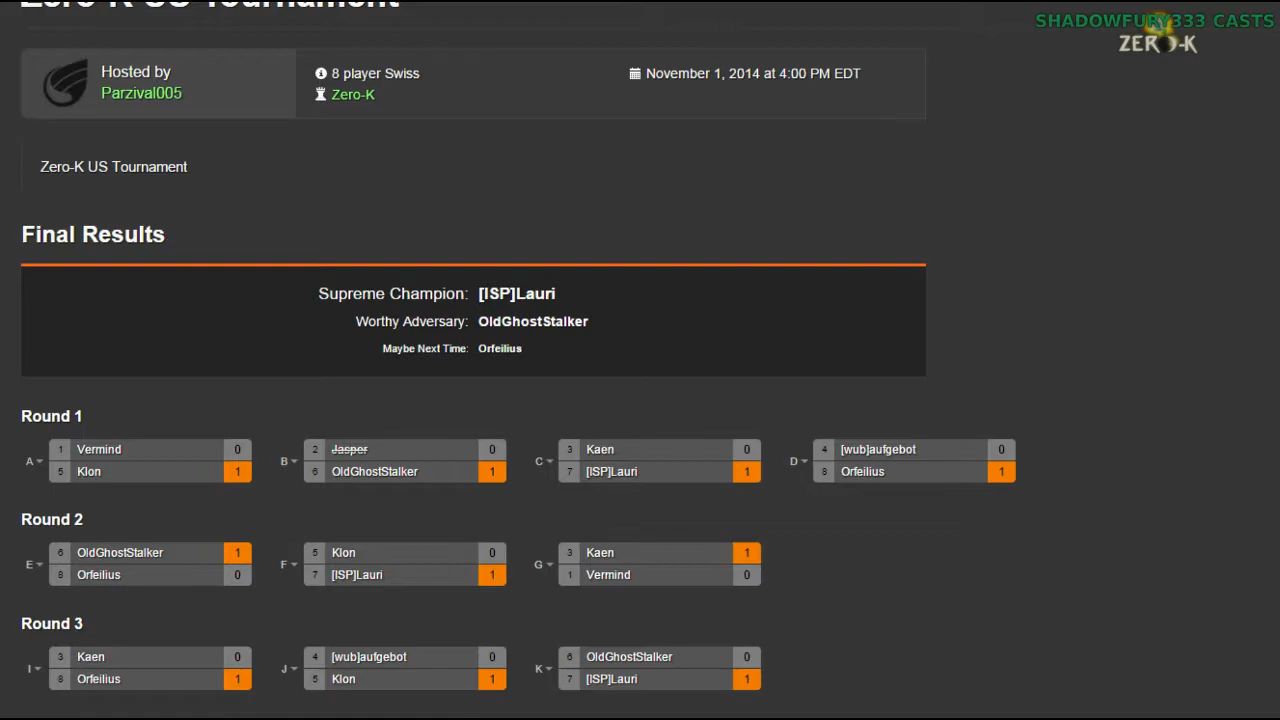 Zero-K US Tournament
SHADOWFURY333 CASTS
ZERO-K
Hosted by
Parzival005
8 player Swiss
Zero-K
November 1, 2014 at 4:00 PM EDT
Zero-K US Tournament
Final Results
Supreme Champion: [ISP]Lauri
Worthy Adversary: OldGhostStalker
Maybe Next Time: Orfeilius
Round 1
A 1 Vermind 0
5 Klon 1
B 2 Jasper 0
6 OldGhostStalker 1
C 3 Kaen 0
7 [ISP]Lauri 1
D 4 [wub]aufgebot 0
8 Orfeilius 1
Round 2
E 6 OldGhostStalker 1
8 Orfeilius 0
F 5 Klon 0
7 [ISP]Lauri 1
G 3 Kaen 1
1 Vermind 0
Round 3
I 3 Kaen 0
8 Orfeilius 1
J 4 [wub]aufgebot 0
5 Klon 1
K 6 OldGhostStalker 0
7 [ISP]Lauri 1